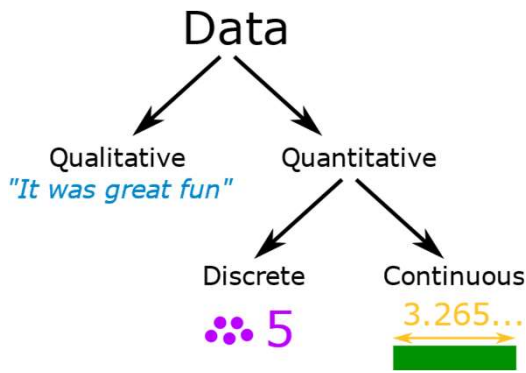 Data
Qualitative
Quantitative
"It was great fun"
Discrete
Continuous
5
3.265...